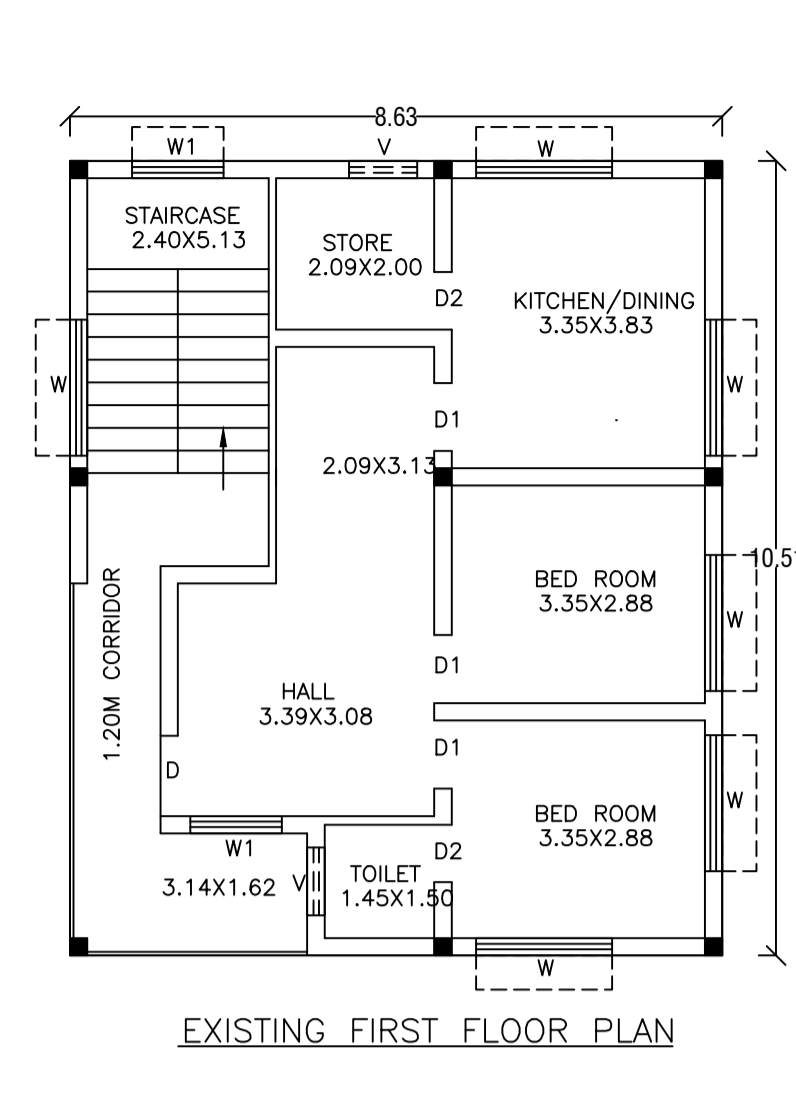 8.63
W1
V
W
STAIRCASE
2.40X5.13
STORE
2.09X2.00
D2
KITCHEN/DINING
3.35X3.83
W
W
D1
2.09X3.13
10.51
1.20M CORRIDOR
BED ROOM
3.35X2.88
W
D1
HALL
3.39X3.08
D1
D
W
BED ROOM
3.35X2.88
W1
D2
3.14X1.62
V
TOILET
1.45X1.50
W
EXISTING FIRST FLOOR PLAN